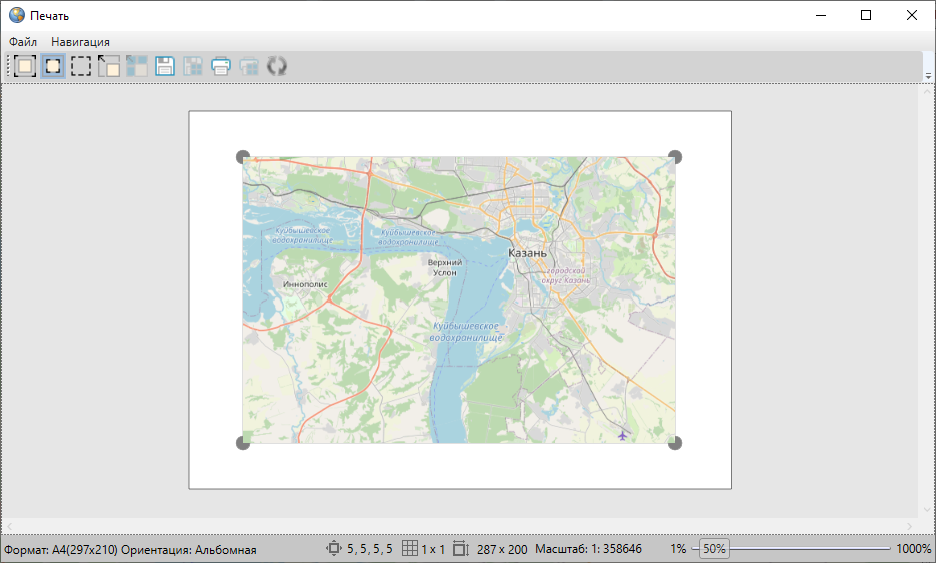 Печать
Файл Навигация
Куйбышевское
водохранилище
Куйбышевское
водохранилище
Казань
Верхний
Услон
городской
округ Казань
Иннополис
Куйбышевское
водохранилище
Формат: A4(297x210) Ориентация: Альбомная 5, 5, 5, 5 1 x 1 287 x 200 Масштаб: 1: 358646 1% 50% 1000%